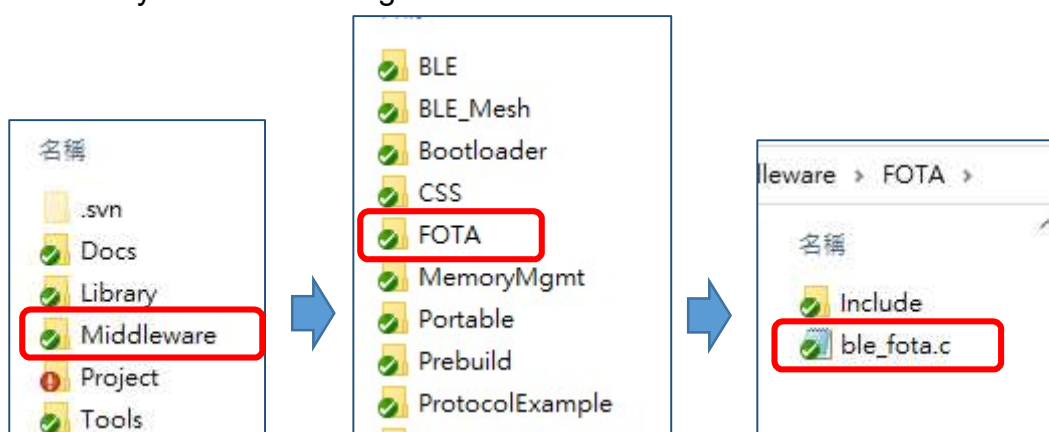 名稱
.svn
Docs
Library
Middleware
Project
Tools
BLE
BLE_Mesh
Bootloader
CSS
FOTA
MemoryMgmt
Portable
Prebuild
ProtocolExample
lleware > FOTA >
名稱
Include
ble_fota.c